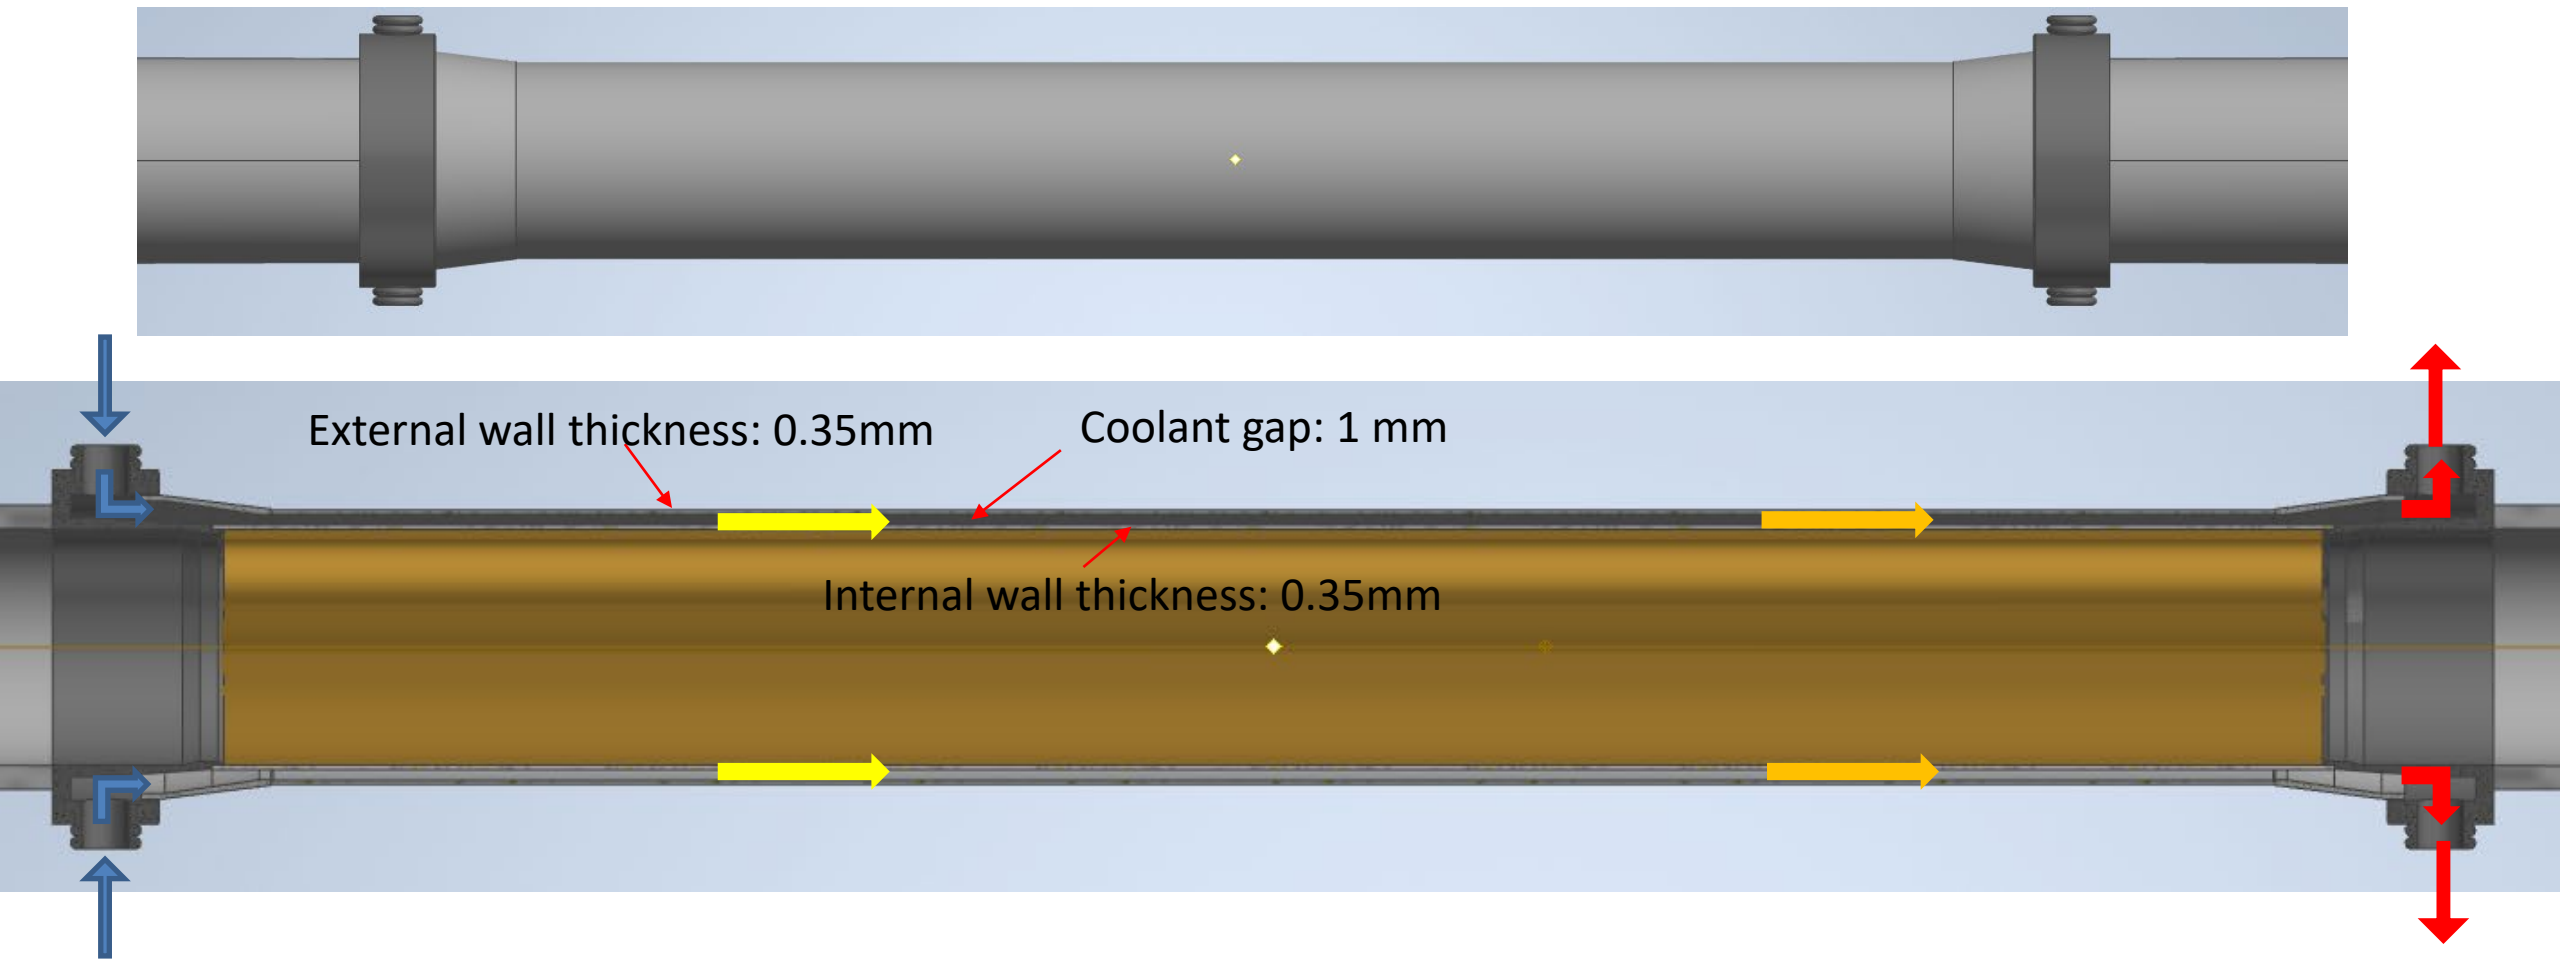 External wall thickness: 0.35mm
Coolant gap: 1 mm
Internal wall thickness: 0.35mm